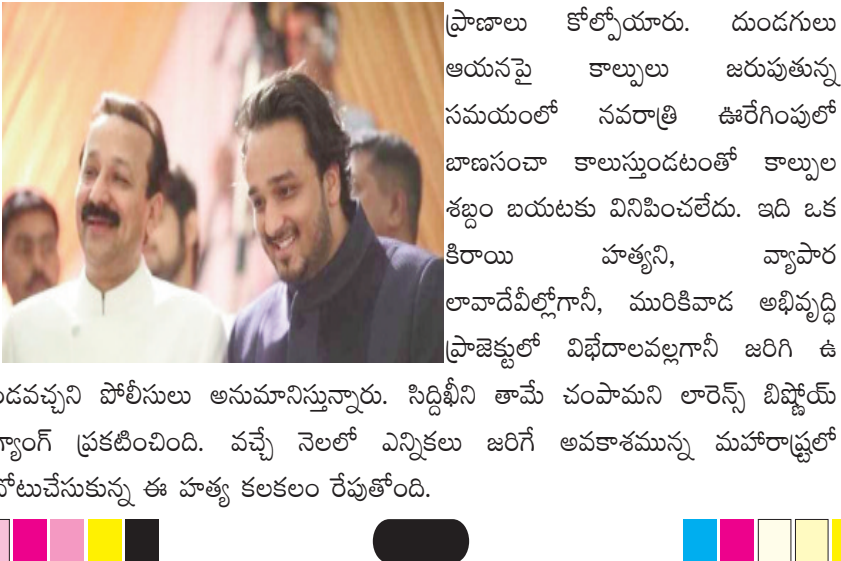 ప్రాణాలు కోల్పోయారు. దుండగులు
ఆయనపై కాల్పులు జరుపుతున్న
సమయంలో నవరాత్రి ఊరేగింపులో
బాణసంచా కాలుస్తుండటంతో కాల్పుల
శబ్దం బయటకు వినిపించలేదు. ఇది ఒక
కిరాయి హత్యని, వ్యాపార
లావాదేవీల్లోగానీ, మురికివాడ అభివృద్ధి
ప్రాజెక్టులో విభేదాలవల్లగానీ జరిగి ఉ
ండవచ్చని పోలీసులు అనుమానిస్తున్నారు. సిద్దిఖీని తామే చంపామని లారెన్స్ బిష్ణోయ్
గ్యాంగ్ ప్రకటించింది. వచ్చే నెలలో ఎన్నికలు జరిగే అవకాశమున్న మహారాష్ట్రలో
చోటుచేసుకున్న ఈ హత్య కలకలం రేపుతోంది.